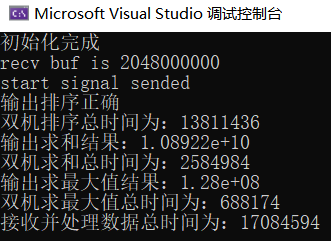 Microsoft Visual Studio 调试控制台
初始化完成
recv buf is 2048000000
start signal sended
输出排序正确
双机排序总时间为：13811436
输出求和结果：1.08922e+10
双机求和总时间为：2584984
输出求最大值结果：1.28e+08
双机求最大值总时间为：688174
接收并处理数据总时间为：17084594